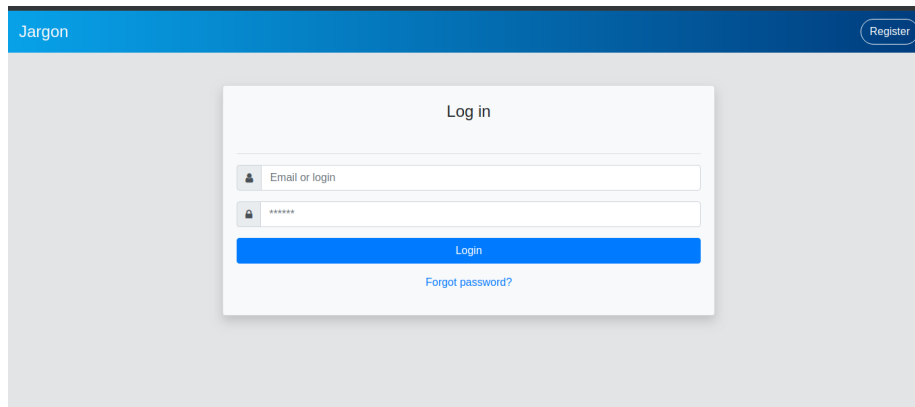 Jargon
Register
Log in
Email or login
******
Login
Forgot password?